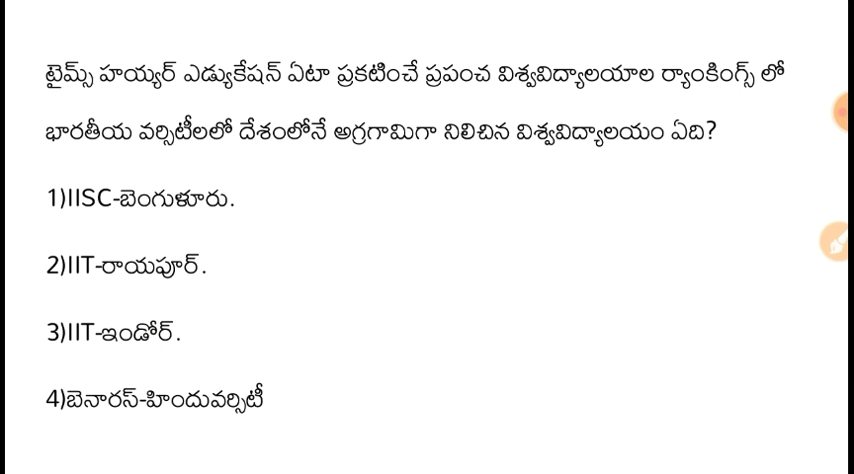 టైమ్స్ హయ్యర్ ఎడ్యుకేషన్ ఏటా ప్రకటించే ప్రపంచ విశ్వవిద్యాలయాల ర్యాంకింగ్స్ లో
భారతీయ వర్సిటీలలో దేశంలోనే అగ్రగామిగా నిలిచిన విశ్వవిద్యాలయం ఏది?
1)IISC-బెంగుళూరు.
2)IIT-రాయపూర్.
3)IIT-ఇండోర్.
4)బెనారస్-హిందువర్సిటీ